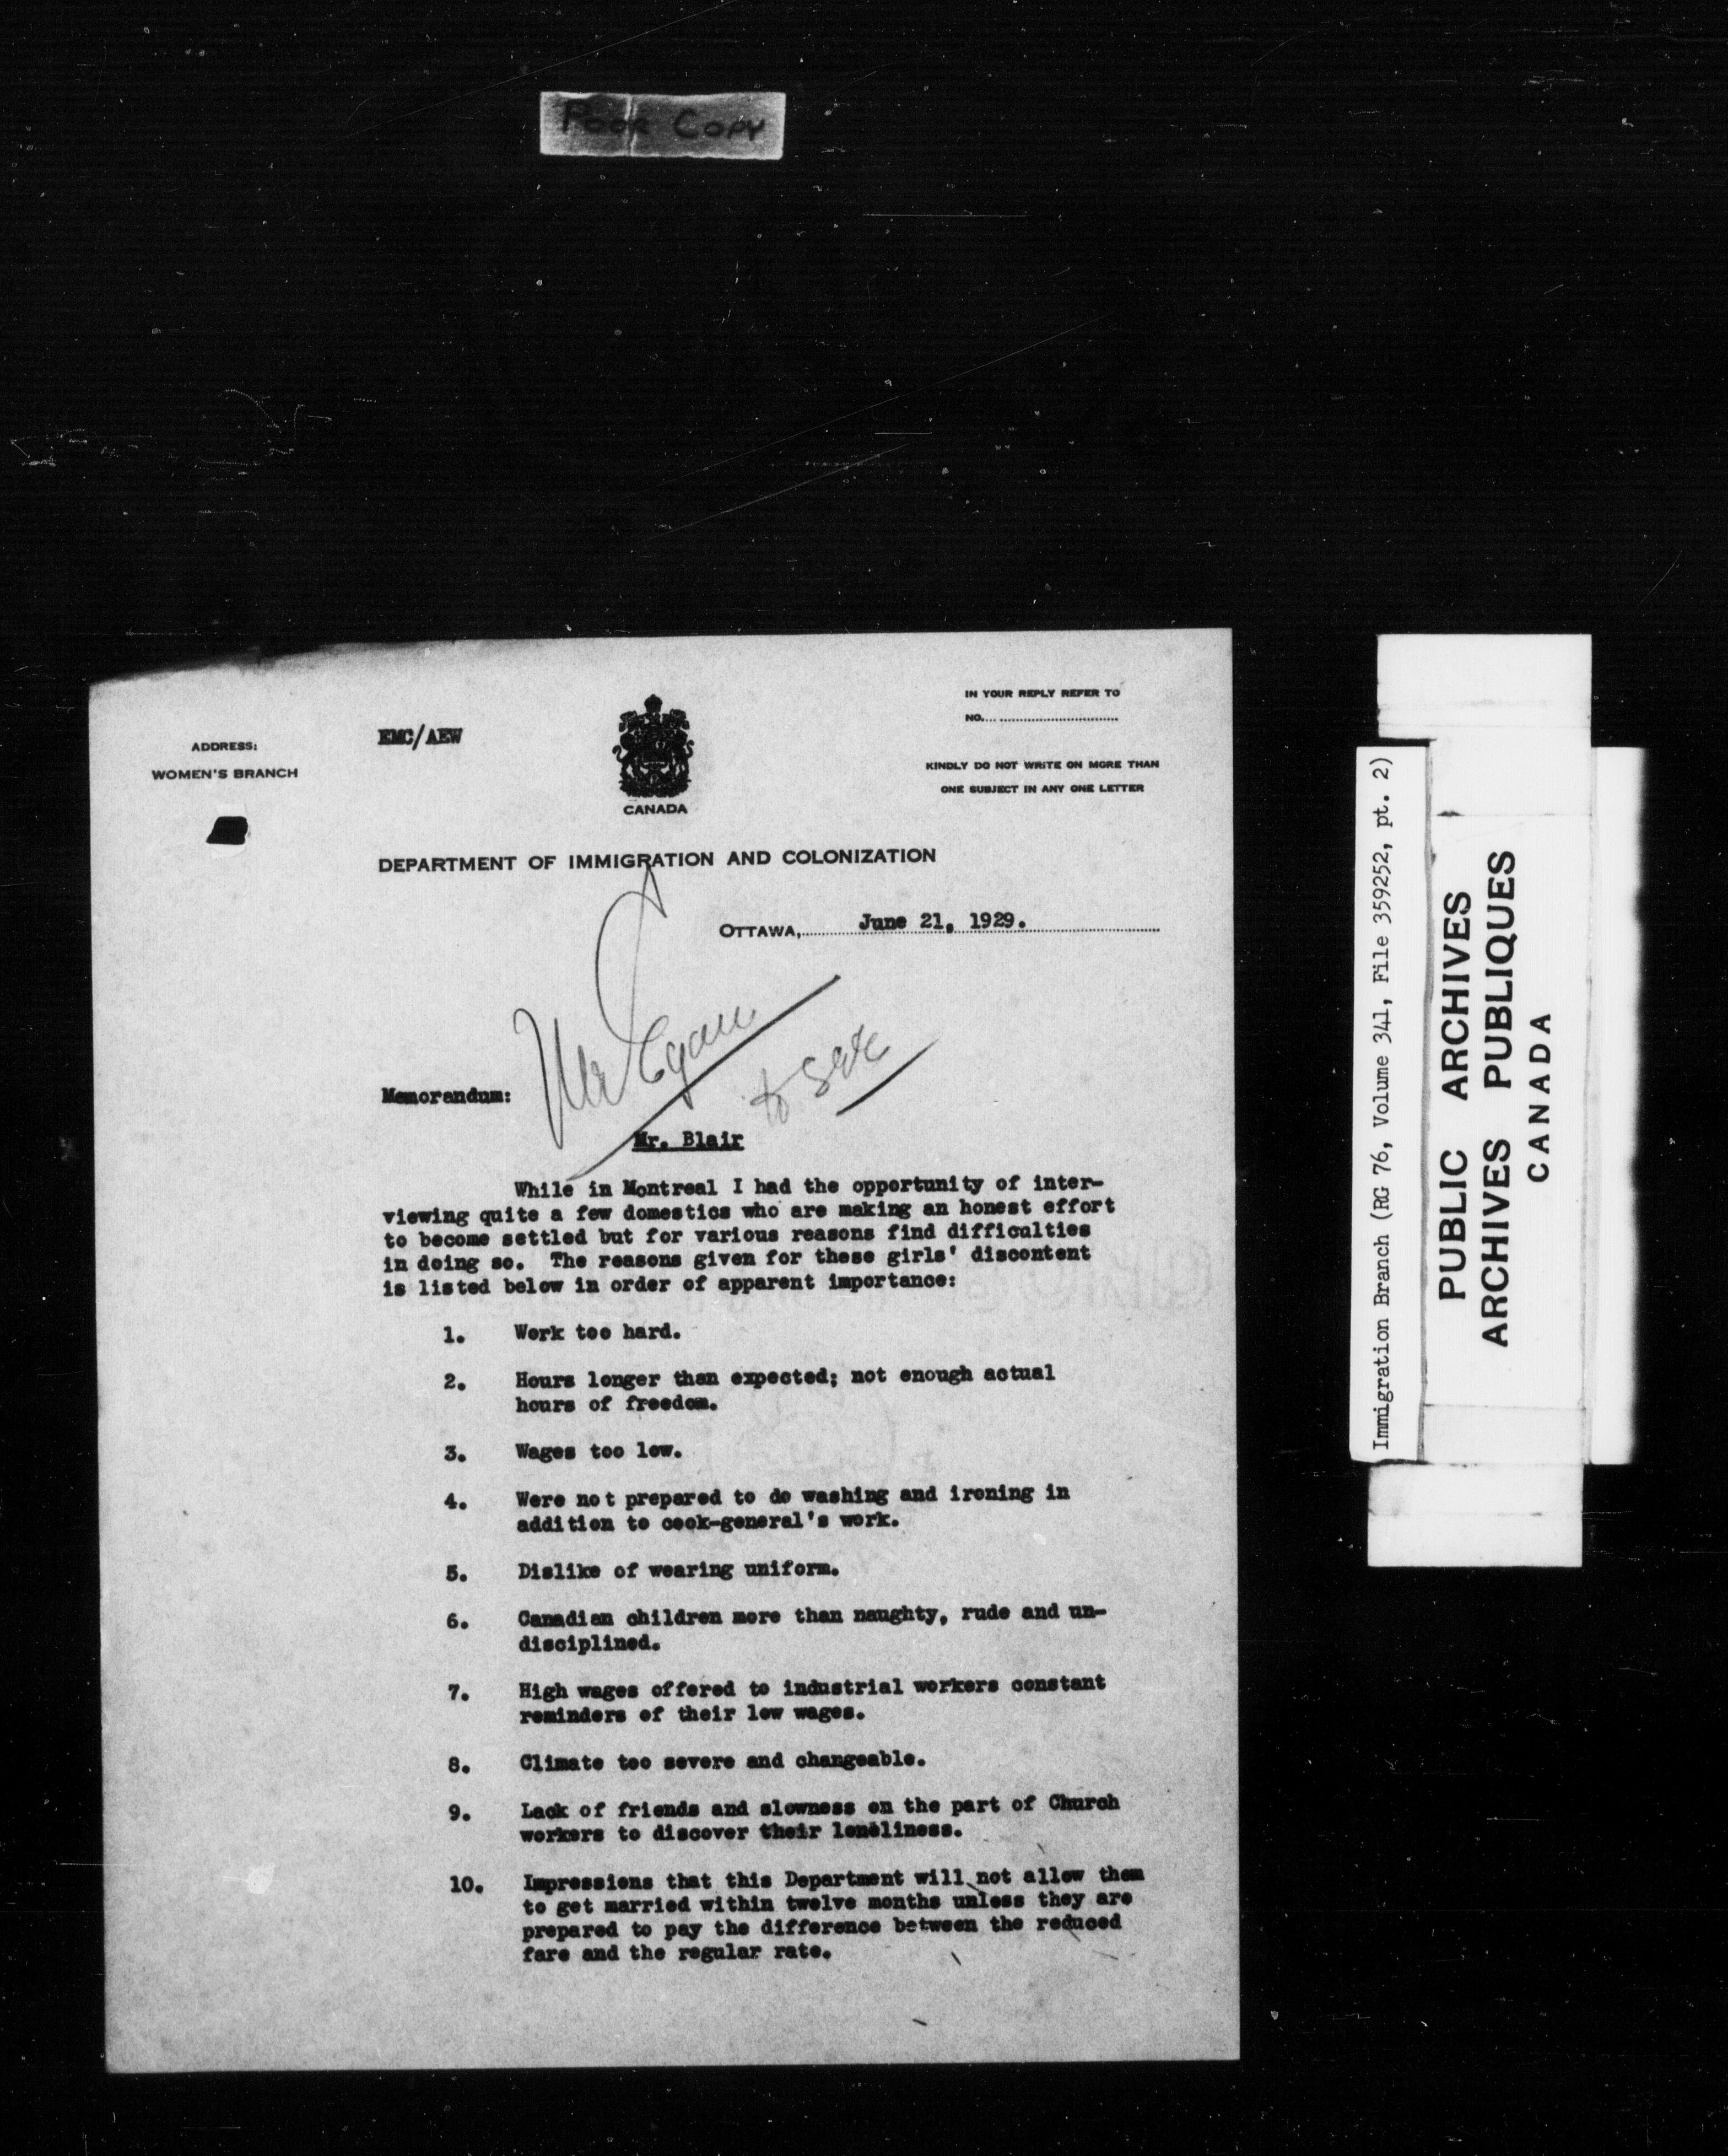 Poor Copy
IN YOUR REPLY REFER TO
NO.
EMC/AEW
ADDRESS:
WOMEN'S BRANCH
KINDLY DO NOT WRITE ON MORE THAN
ONE SUBJECT IN ANY ONE LETTER
CANADA
DEPARTMENT OF IMMIGRATION AND COLONIZATION
OTTAWA, June 21, 1929.
Mr Egan
to see
Memorandum:
Mr. Blair
While in Montreal I had the opportunity of inter-
viewing quite a few domestics who are making an honest effort
to become settled but for various reasons find difficulties
in doing so. The reasons given for these girls' discontent
is listed below in order of apparent importance:
1. Work too hard.
2. Hours longer than expected; not enough actual
hours of freedom.
3. Wages too low.
4. Were not prepared to do washing and ironing in
addition to cook-general's work.
5. Dislike of wearing uniform.
6. Canadian children more than naughty, rude and un-
disciplined.
7. High wages offered to industrial workers constant
reminders of their low wages.
8. Climate too severe and changeable.
9. Lack of friends and slowness on the part of Church
workers to discover their loneliness.
10. Impressions that this Department will not allow them
to get married within twelve months unless they are
prepared to pay the difference between the reduced
fare and the regular rate.
Immigration Branch (RG 76, Volume 341, File 359252, pt. 2)
PUBLIC ARCHIVES
ARCHIVES PUBLIQUES
CANADA